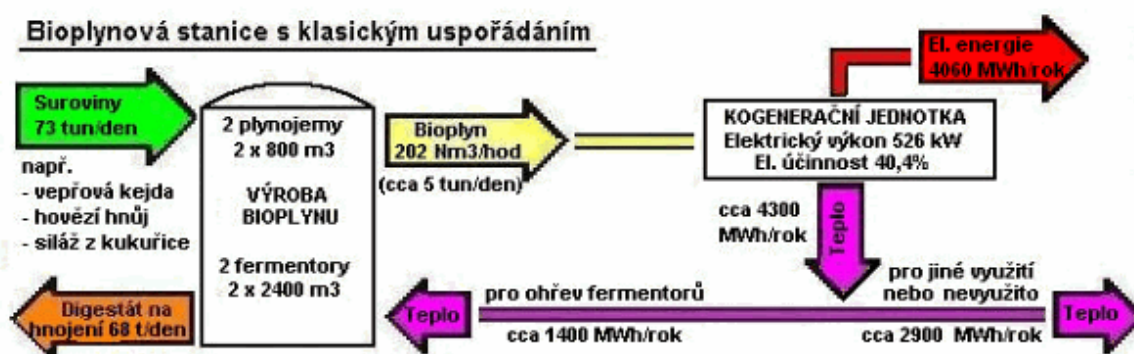 Bioplynová stanice s klasickým uspořádáním
El. energie
4060 MWh/rok
Suroviny
73 tun/den
např.
- vepřová kejda
- hovězí hnůj
- siláž z kukuřice
2 plynojemy
2 x 800 m3
VÝROBA
BIOPLYNU
2 fermentory
2 x 2400 m3
Bioplyn
202 Nm3/hod
(cca 5 tun/den)
KOGENERAČNÍ JEDNOTKA
Elektrický výkon 526 kW
El. účinnost 40,4%
cca 4300
MWh/rok
Teplo
Digestát na
hnojení 68 t/den
Teplo
pro ohřev fermentorů
cca 1400 MWh/rok
pro jiné využití
nebo nevyužito
cca 2900 MWh/rok
Teplo